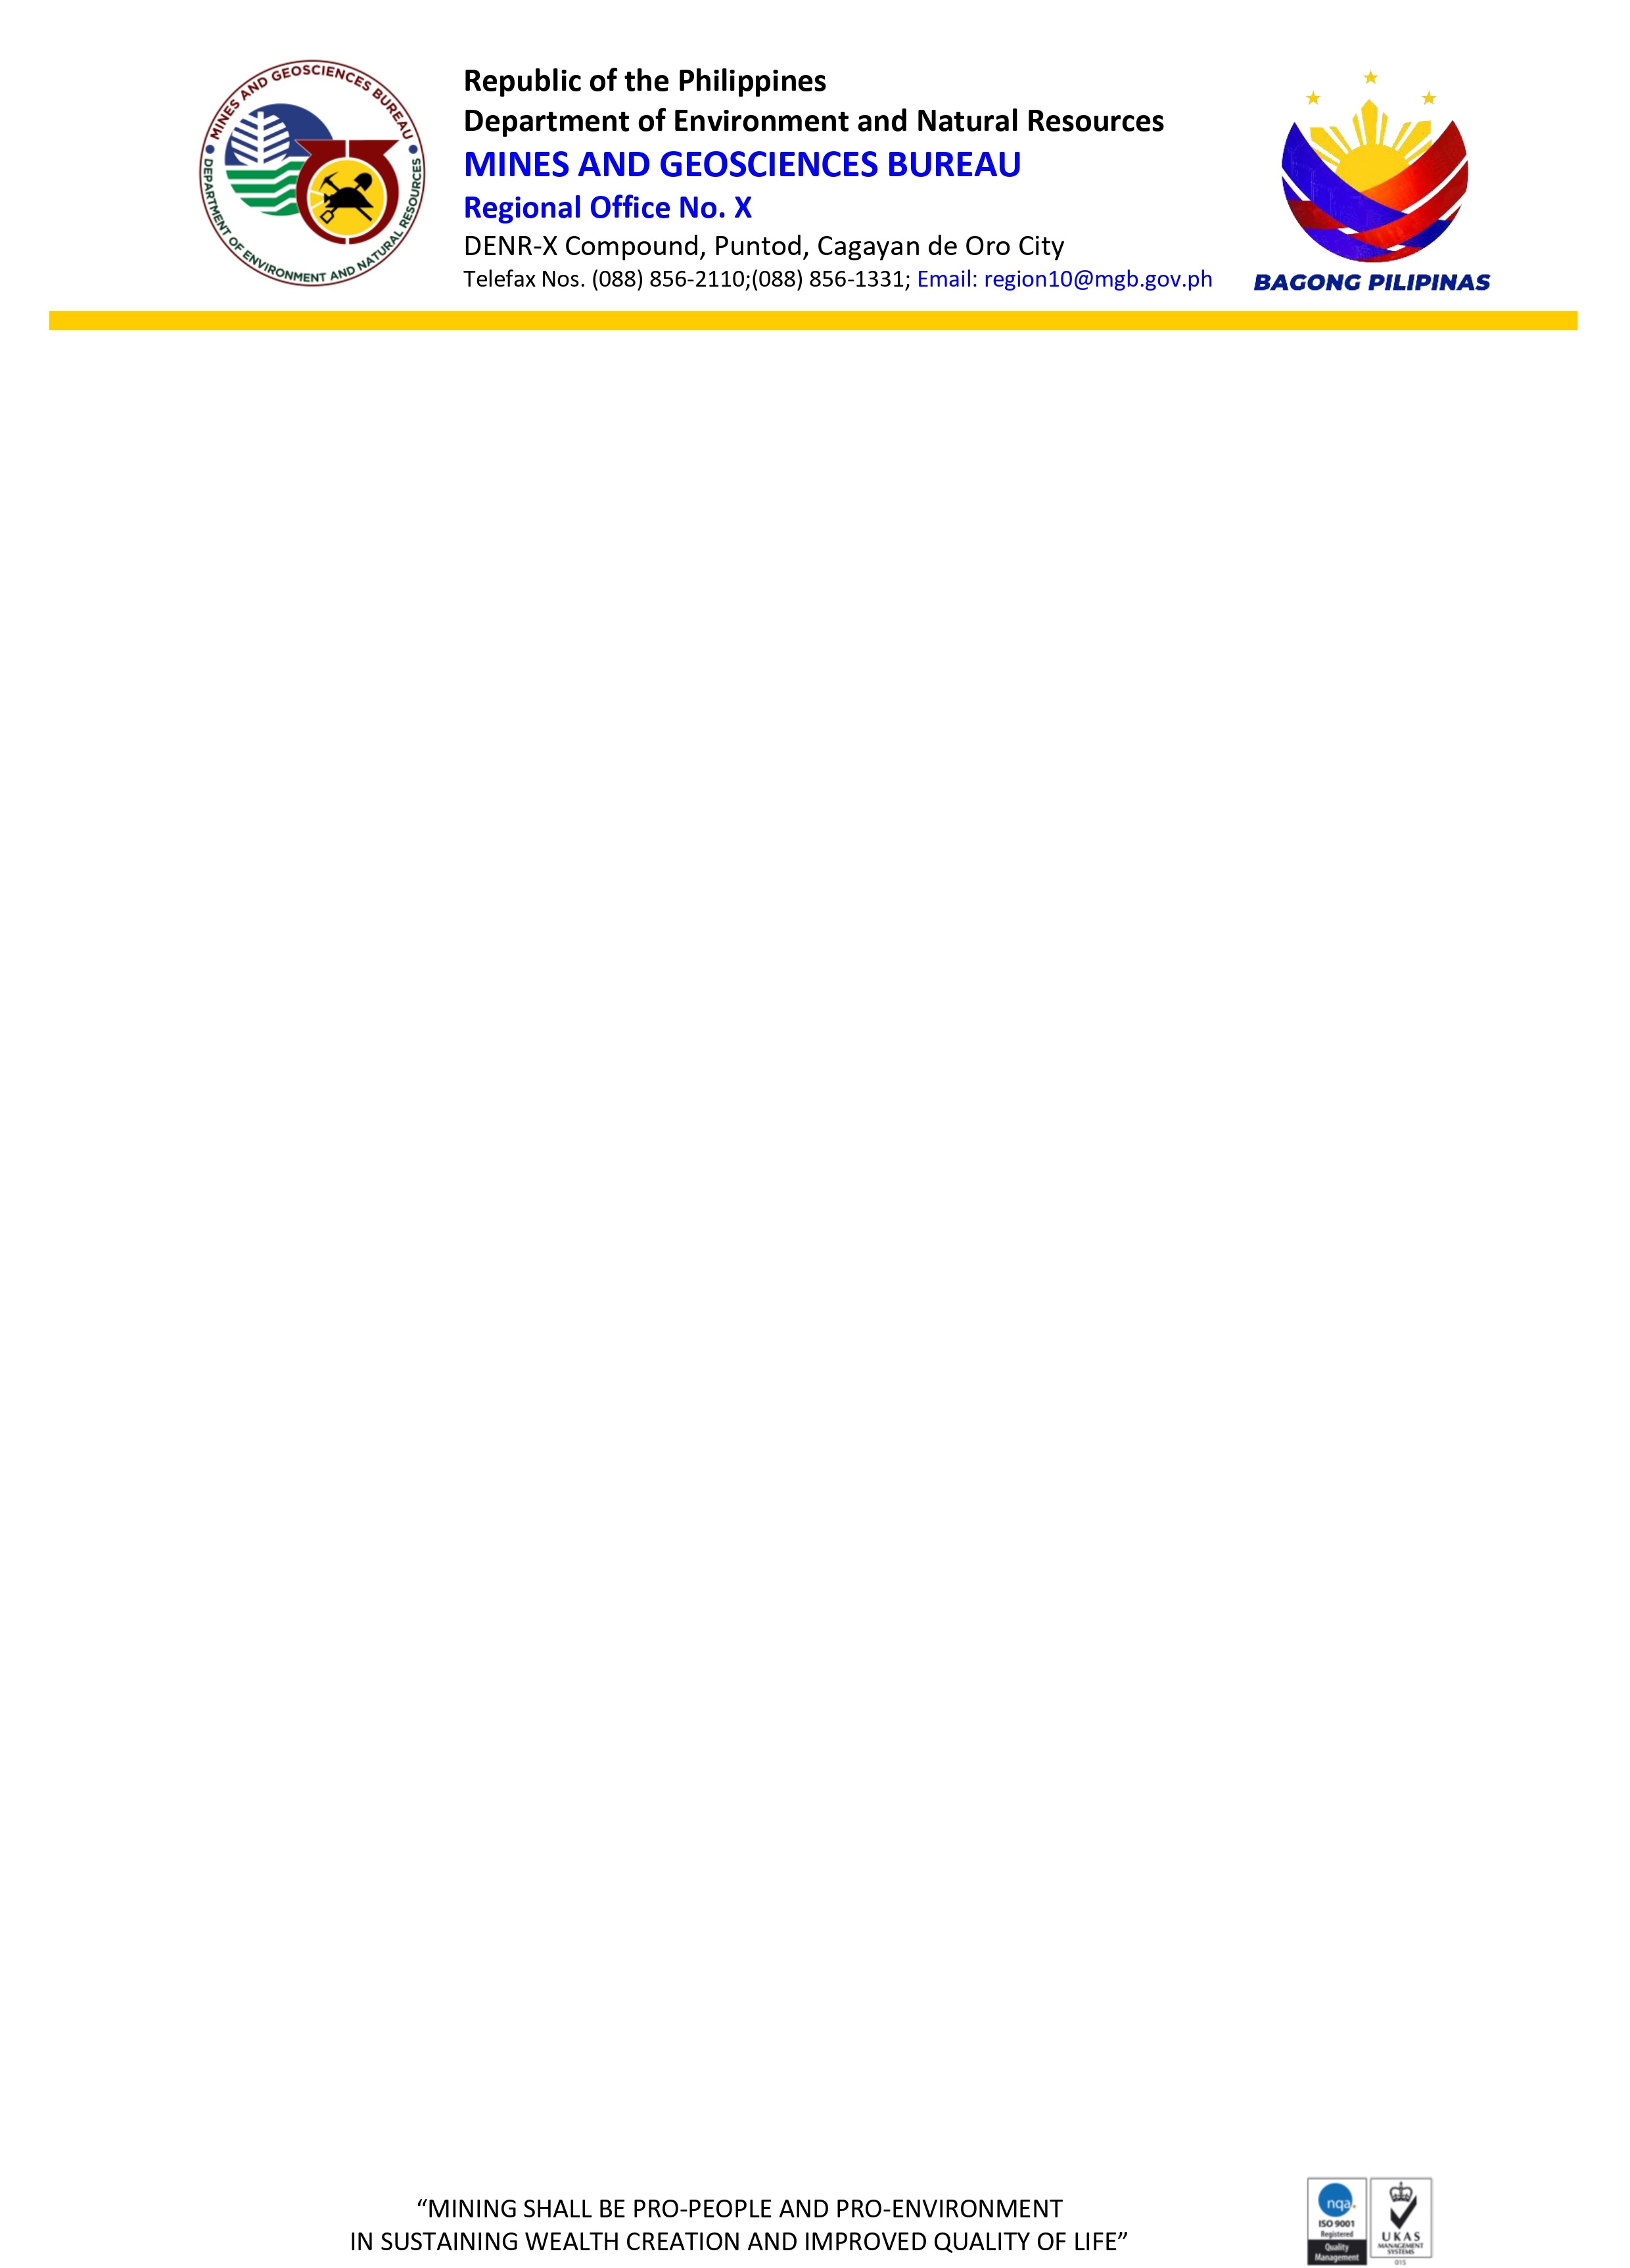 MINES AND GEOSCIENCES BUREAU
DEPARTMENT OF ENVIRONMENT AND NATURAL RESOURCES
Republic of the Philippines
Department of Environment and Natural Resources
MINES AND GEOSCIENCES BUREAU
Regional Office No. X
DENR-X Compound, Puntod, Cagayan de Oro City
Telefax Nos. (088) 856-2110;(088) 856-1331; Email: region10@mgb.gov.ph
BAGONG PILIPINAS
“MINING SHALL BE PRO-PEOPLE AND PRO-ENVIRONMENT
IN SUSTAINING WEALTH CREATION AND IMPROVED QUALITY OF LIFE”
nqa.
ISO 9001
Registered
Quality
Management
UKAS
MANAGEMENT
SYSTEMS
015